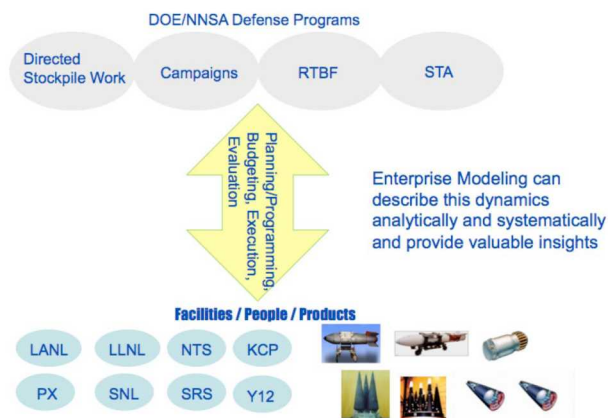 DOE/NNSA Defense Programs
Directed
Stockpile Work
Campaigns
RTBF
STA
Planning/Programming,
Budgeting, Execution,
Evaluation
Enterprise Modeling can
describe this dynamics
analytically and systematically
and provide valuable insights
Facilities / People / Products
LANL
LLNL
NTS
KCP
PX
SNL
SRS
Y12